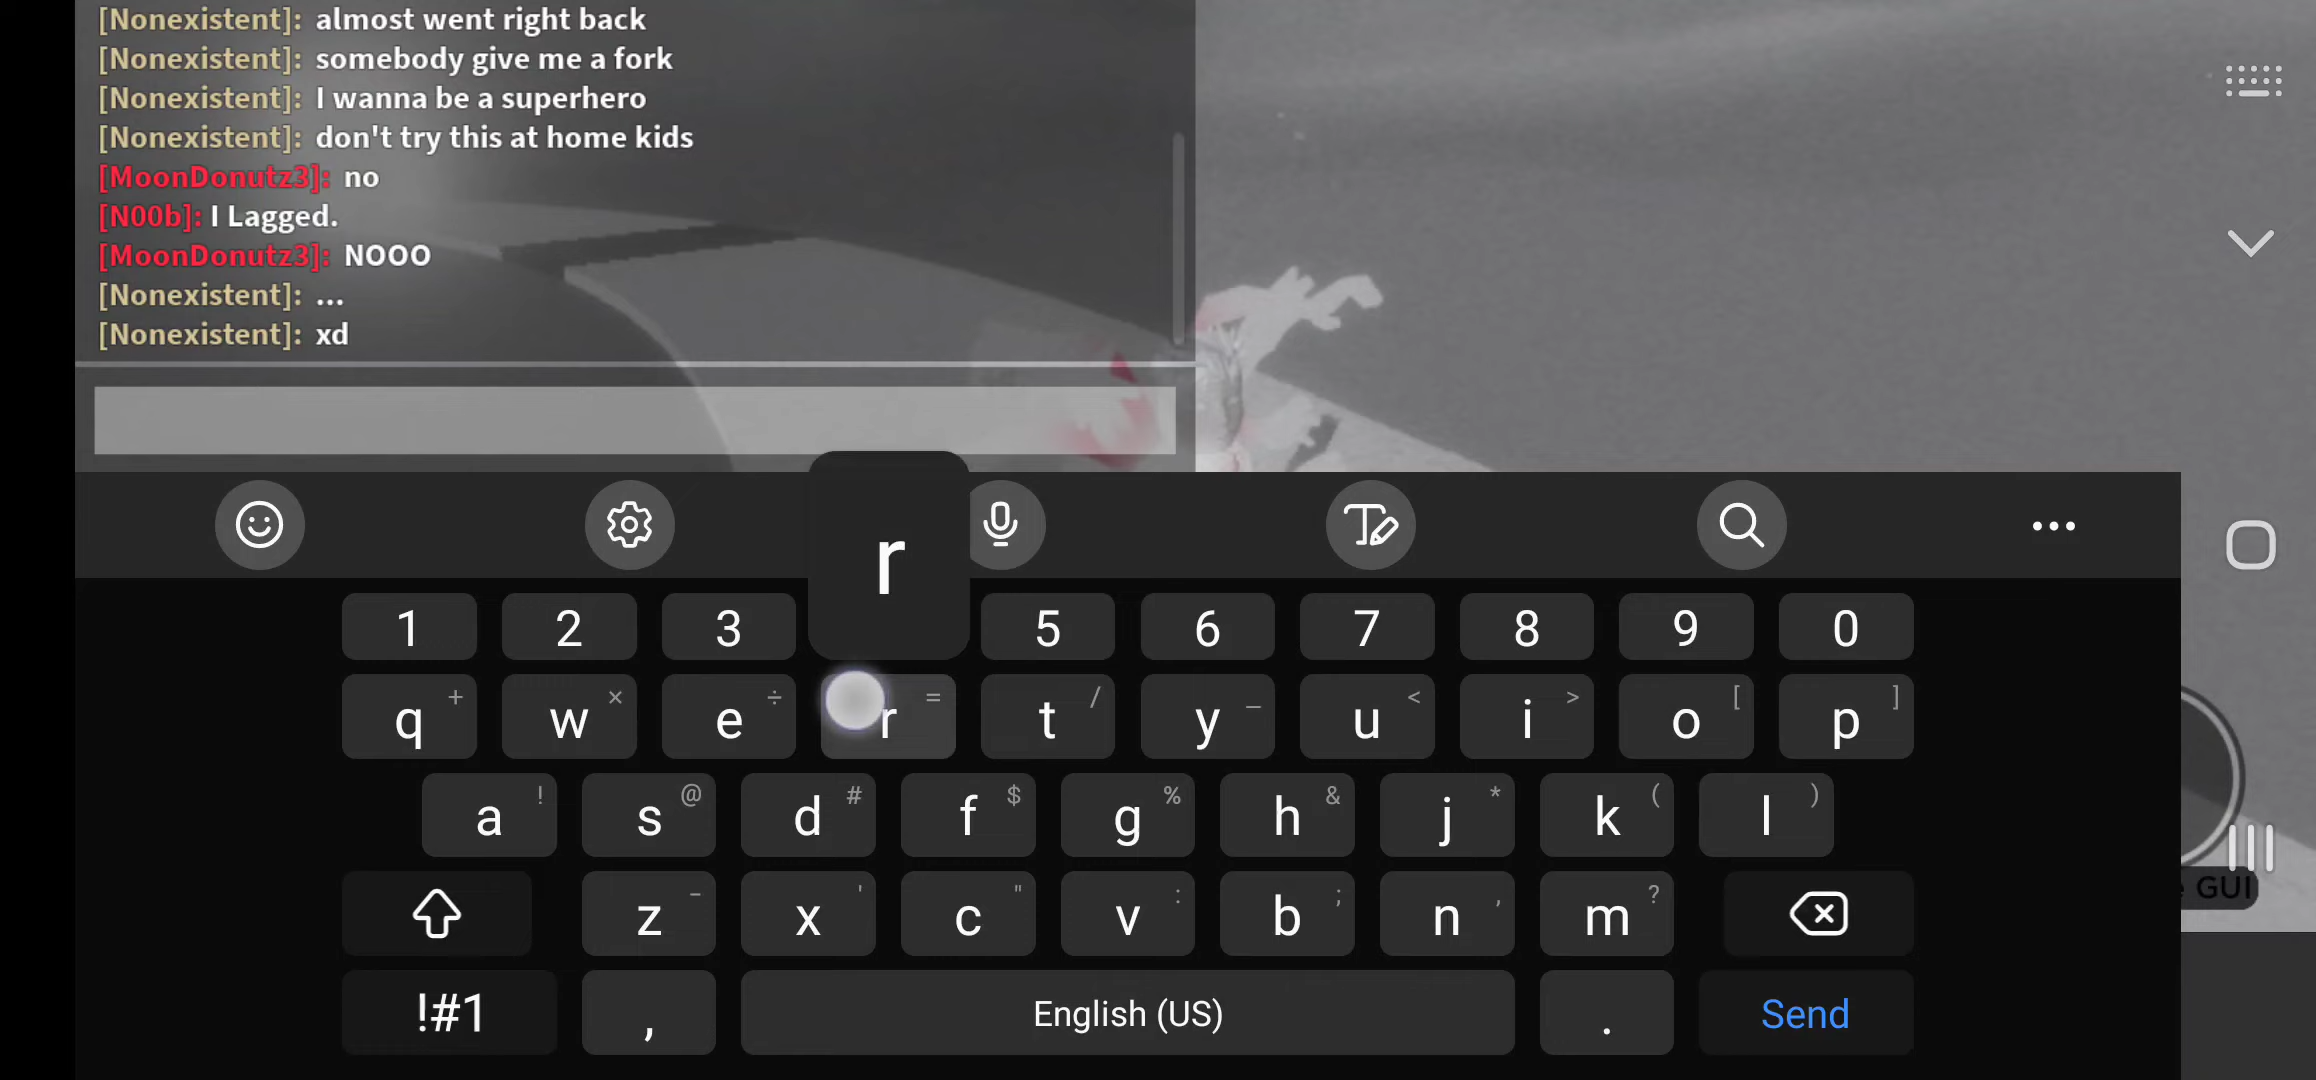 [Nonexistent]: almost went right back
[Nonexistent]: somebody give me a fork
[Nonexistent]: I wanna be a superhero
[Nonexistent]: don't try this at home kids
[MoonDonutz3]: no
[N00b]: I Lagged.
[MoonDonutz3]: NOOO
[Nonexistent]: ...
[Nonexistent]: xd
r
1 2 3 5 6 7 8 9 0
q + w × e ÷ r = t / y _ u < i > o [ p ]
a ! s @ d # f $ g % h & j * k ( l )
z - x ' c " v : b ; n , m ?
!#1 , English (US) . Send
GUI